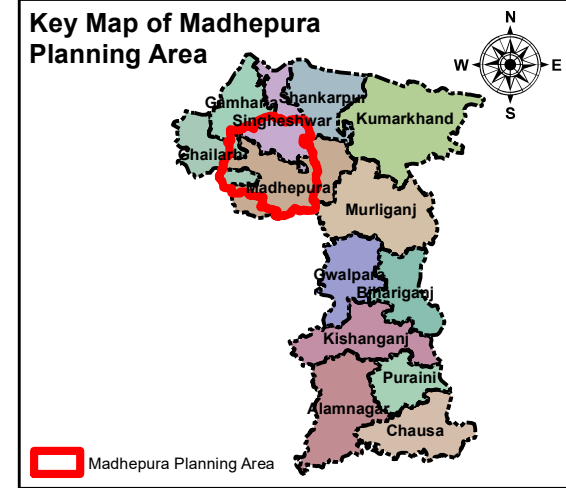 Key Map of Madhepura
Planning Area
N
W
E
S
Gamharia
Shankarpur
Singheshwar
Kumarkhand
Ghailarh
Madhepura
Murliganj
Gwalpara
Bihariganj
Kishanganj
Puraini
Alamnagar
Chausa
Madhepura Planning Area